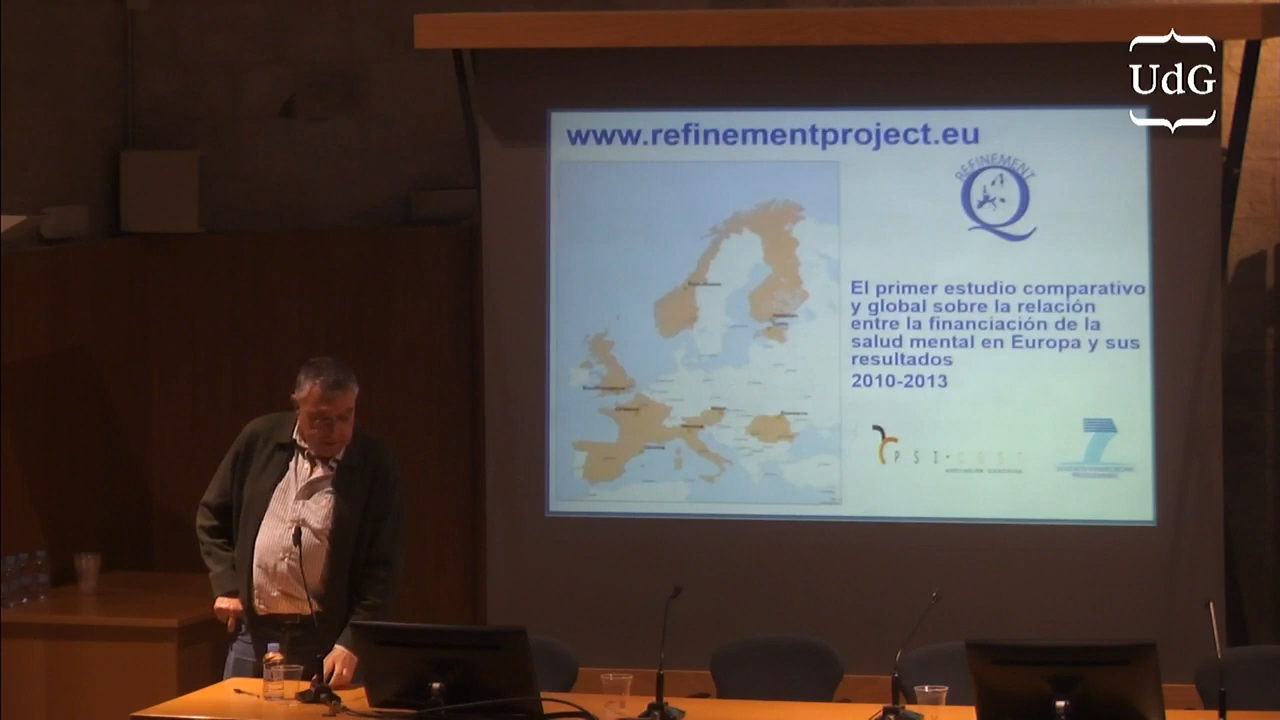 UdG
www.refinementproject.eu
REFINEMENT
El primer estudio comparativo
y global sobre la relación
entre la financiación de la
salud mental en Europa y sus
resultados
2010-2013
PSI